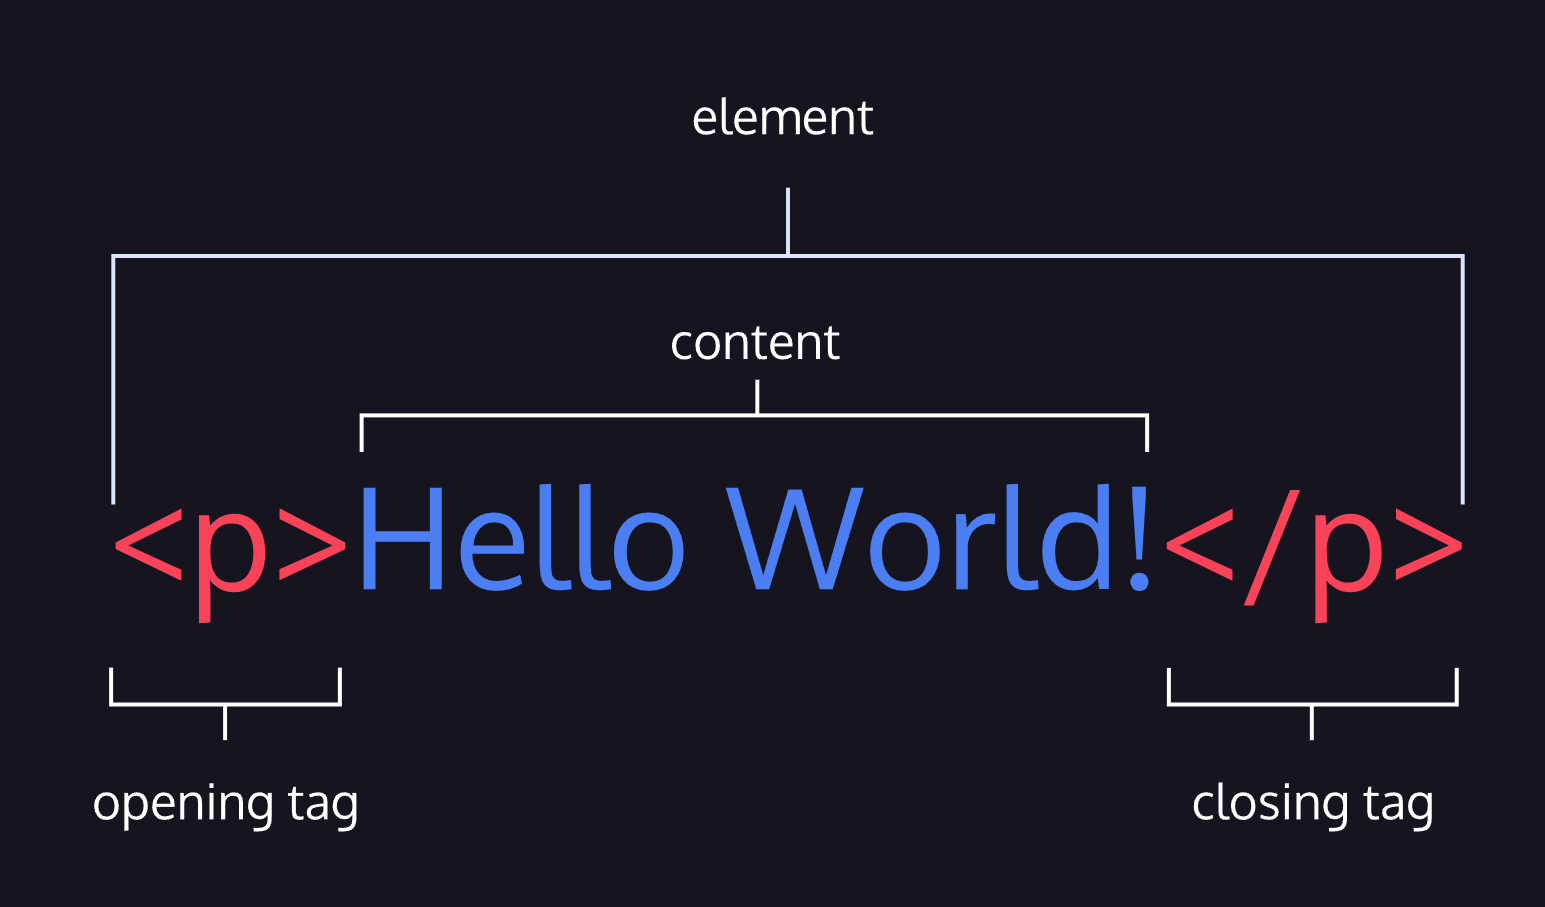 element
content
<p>Hello World!</p>
opening tag
closing tag